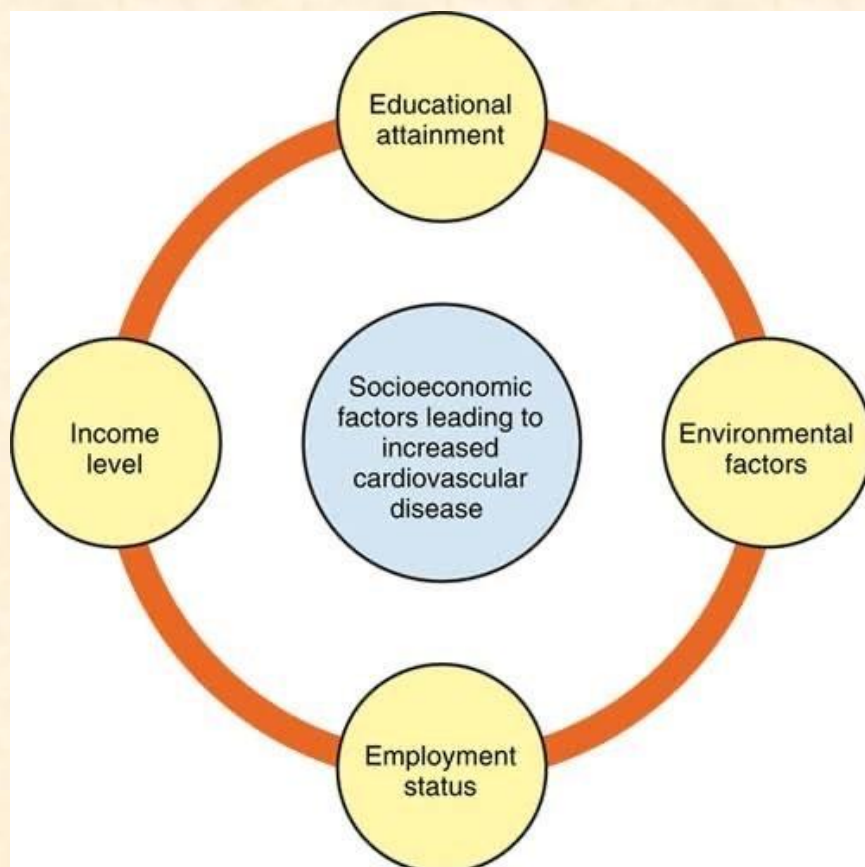 Educational
attainment
Income
level
Socioeconomic
factors leading to
increased
cardiovascular
disease
Environmental
factors
Employment
status